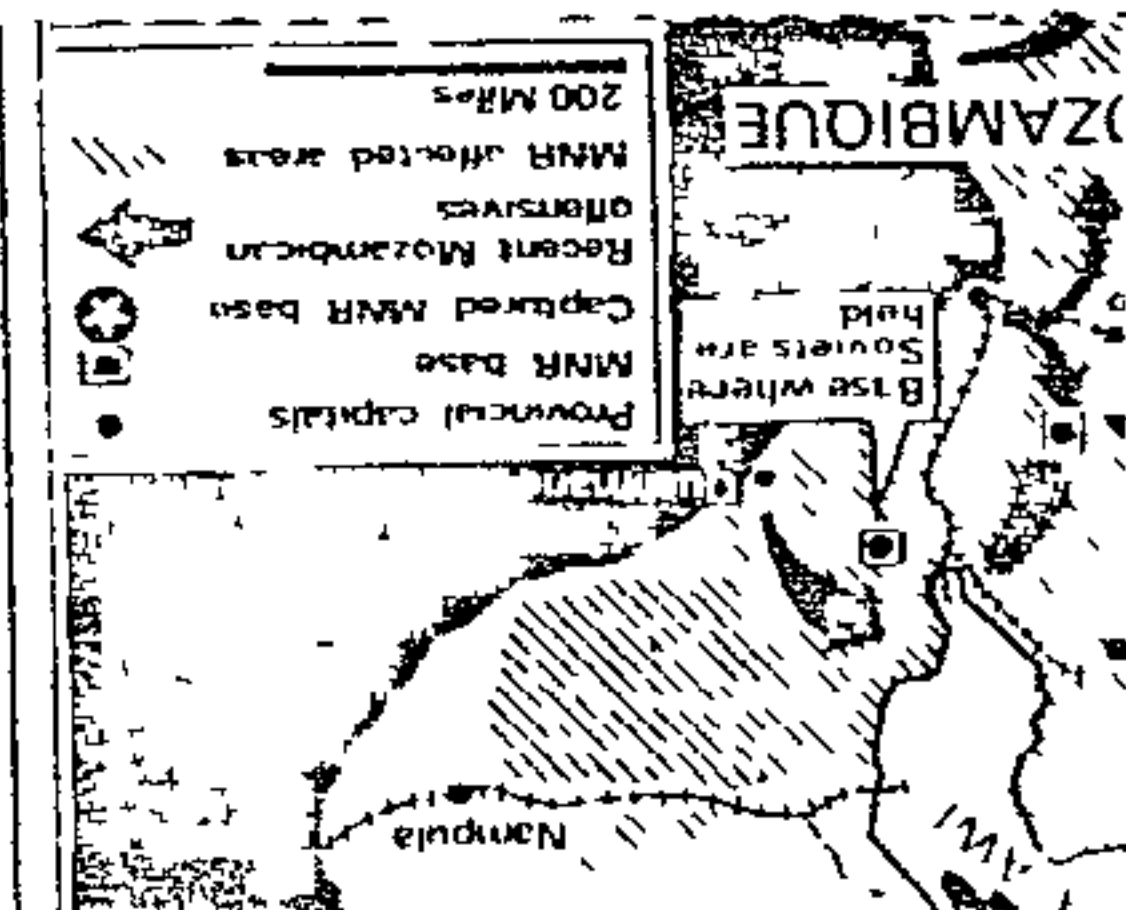 Nampula
Provincial capitals
MNR base
Captured MNR base
Recent Mozambican
offensives
MNR affected areas
200 Miles
Base where
Soviets are
held
OZAMBIQUE